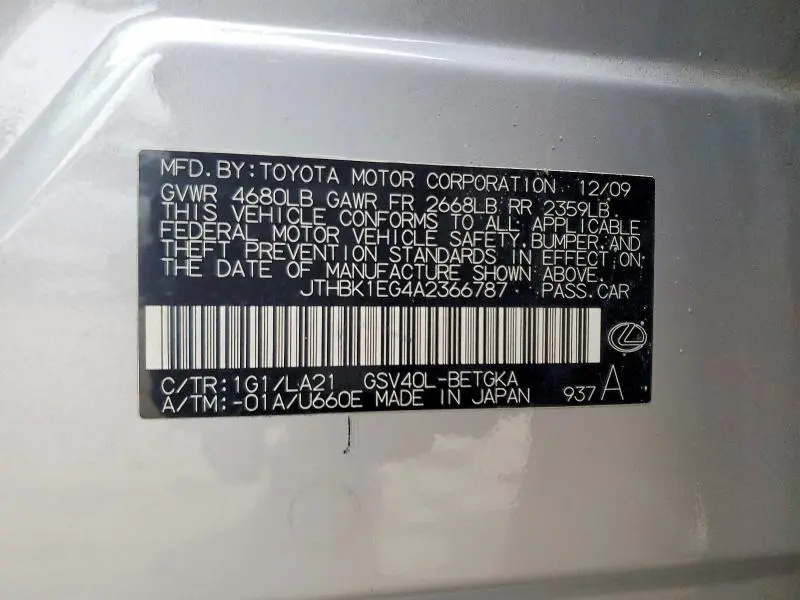 MFD. BY: TOYOTA MOTOR CORPORATION 12/09
GVWR 4680LB GAWR FR 2668LB RR 2359LB
THIS VEHICLE CONFORMS TO ALL APPLICABLE
FEDERAL MOTOR VEHICLE SAFETY, BUMPER, AND
THEFT PREVENTION STANDARDS IN EFFECT ON
THE DATE OF MANUFACTURE SHOWN ABOVE.
JTHBK1EG4A2366787 PASS. CAR
C/TR: 1G1/LA21 GSV40L-BETGKA
A/TM: -01A/U660E MADE IN JAPAN 937 A